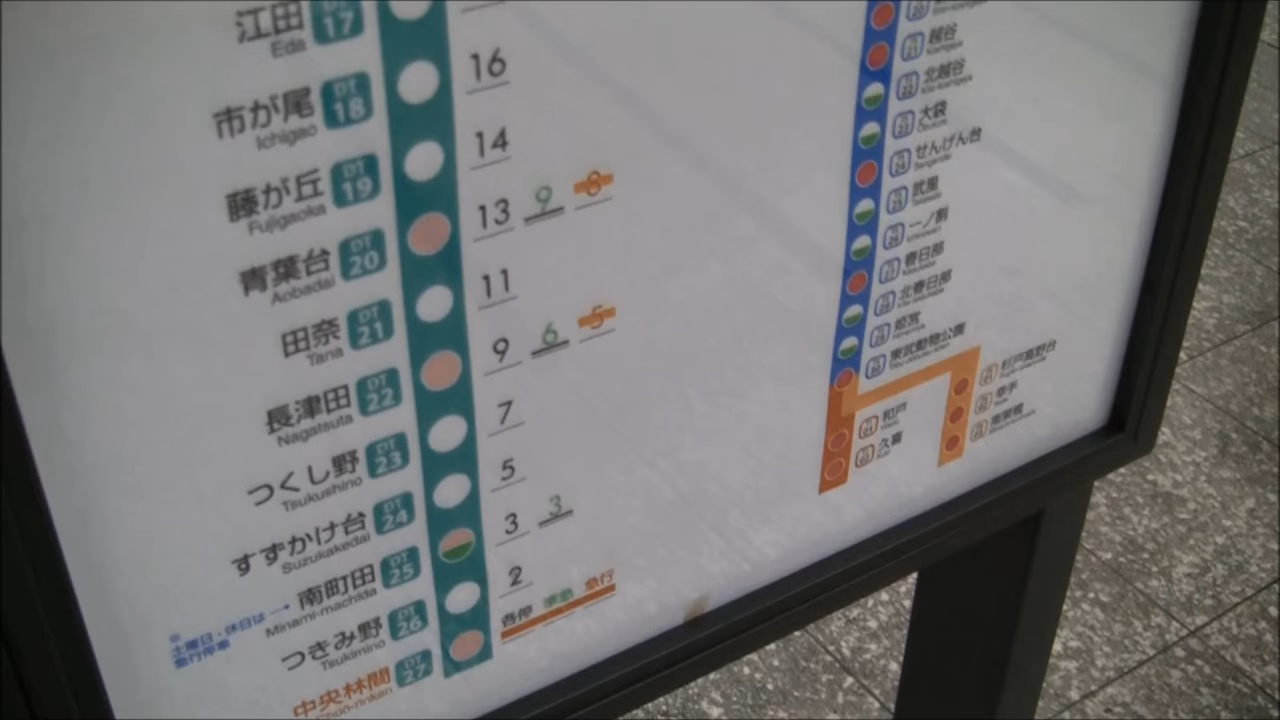 江田
Eda
DT
17
16
市が尾
Ichigao
DT
18
14
藤が丘
Fujigaoka
DT
19
13 9 8
青葉台
Aobadai
DT
20
11
田奈
Tana
DT
21
9 6 5
長津田
Nagatsuta
DT
22
7
つくし野
Tsukushino
DT
23
5
すずかけ台
Suzukakedai
DT
24
3 3
南町田
Minami-machida
DT
25
2
つきみ野
Tsukimino
DT
26
各停 準急 急行
※
土曜日・休日は→
急行停車
中央林間
DT
27
越谷
北越谷
大袋
せんげん台
武里
一ノ割
春日部
北春日部
姫宮
東武動物公園
和戸
久喜
杉戸高野台
幸手
南栗橋